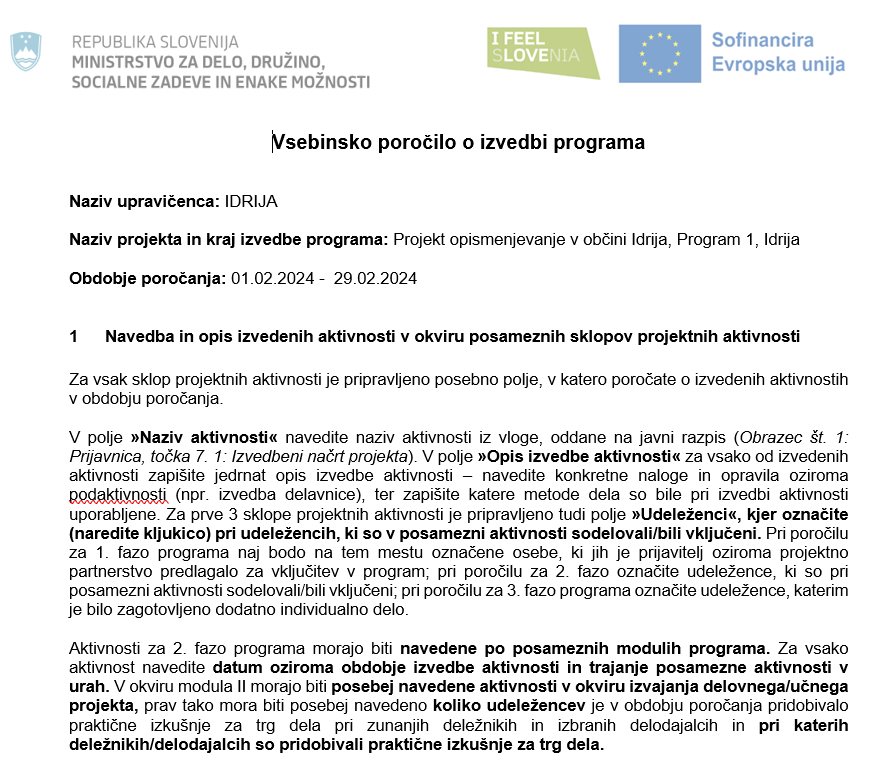 REPUBLIKA SLOVENIJA
MINISTRSTVO ZA DELO, DRUŽINO,
SOCIALNE ZADEVE IN ENAKE MOŽNOSTI
I FEEL
SLOVENIA
Sofinancira
Evropska unija
Vsebinsko poročilo o izvedbi programa
Naziv upravičenca: IDRIJA
Naziv projekta in kraj izvedbe programa: Projekt opismenjevanje v občini Idrija, Program 1, Idrija
Obdobje poročanja: 01.02.2024 - 29.02.2024
1 Navedba in opis izvedenih aktivnosti v okviru posameznih sklopov projektnih aktivnosti
Za vsak sklop projektnih aktivnosti je pripravljeno posebno polje, v katero poročate o izvedenih aktivnostih
v obdobju poročanja.
V polje »Naziv aktivnosti« navedite naziv aktivnosti iz vloge, oddane na javni razpis (Obrazec št. 1:
Prijavnica, točka 7. 1: Izvedbeni načrt projekta). V polje »Opis izvedbe aktivnosti« za vsako od izvedenih
aktivnosti zapišite jedrnat opis izvedbe aktivnosti – navedite konkretne naloge in opravila oziroma
podaktivnosti (npr. izvedba delavnice), ter zapišite katere metode dela so bile pri izvedbi aktivnosti
uporabljene. Za prve 3 sklope projektnih aktivnosti je pripravljeno tudi polje »Udeleženci«, kjer označite
(naredite kljukico) pri udeležencih, ki so v posamezni aktivnosti sodelovali/bili vključeni. Pri poročilu
za 1. fazo programa naj bodo na tem mestu označene osebe, ki jih je prijavitelj oziroma projektno
partnerstvo predlagalo za vključitev v program; pri poročilu za 2. fazo označite udeležence, ki so pri
posamezni aktivnosti sodelovali/bili vključeni; pri poročilu za 3. fazo programa označite udeležence, katerim
je bilo zagotovljeno dodatno individualno delo.
Aktivnosti za 2. fazo programa morajo biti navedene po posameznih modulih programa. Za vsako
aktivnost navedite datum oziroma obdobje izvedbe aktivnosti in trajanje posamezne aktivnosti v
urah. V okviru modula II morajo biti posebej navedene aktivnosti v okviru izvajanja delovnega/učnega
projekta, prav tako mora biti posebej navedeno koliko udeležencev je v obdobju poročanja pridobivalo
praktične izkušnje za trg dela pri zunanjih deležnikih in izbranih delodajalcih in pri katerih
deležnikih/delodajalcih so pridobivali praktične izkušnje za trg dela.